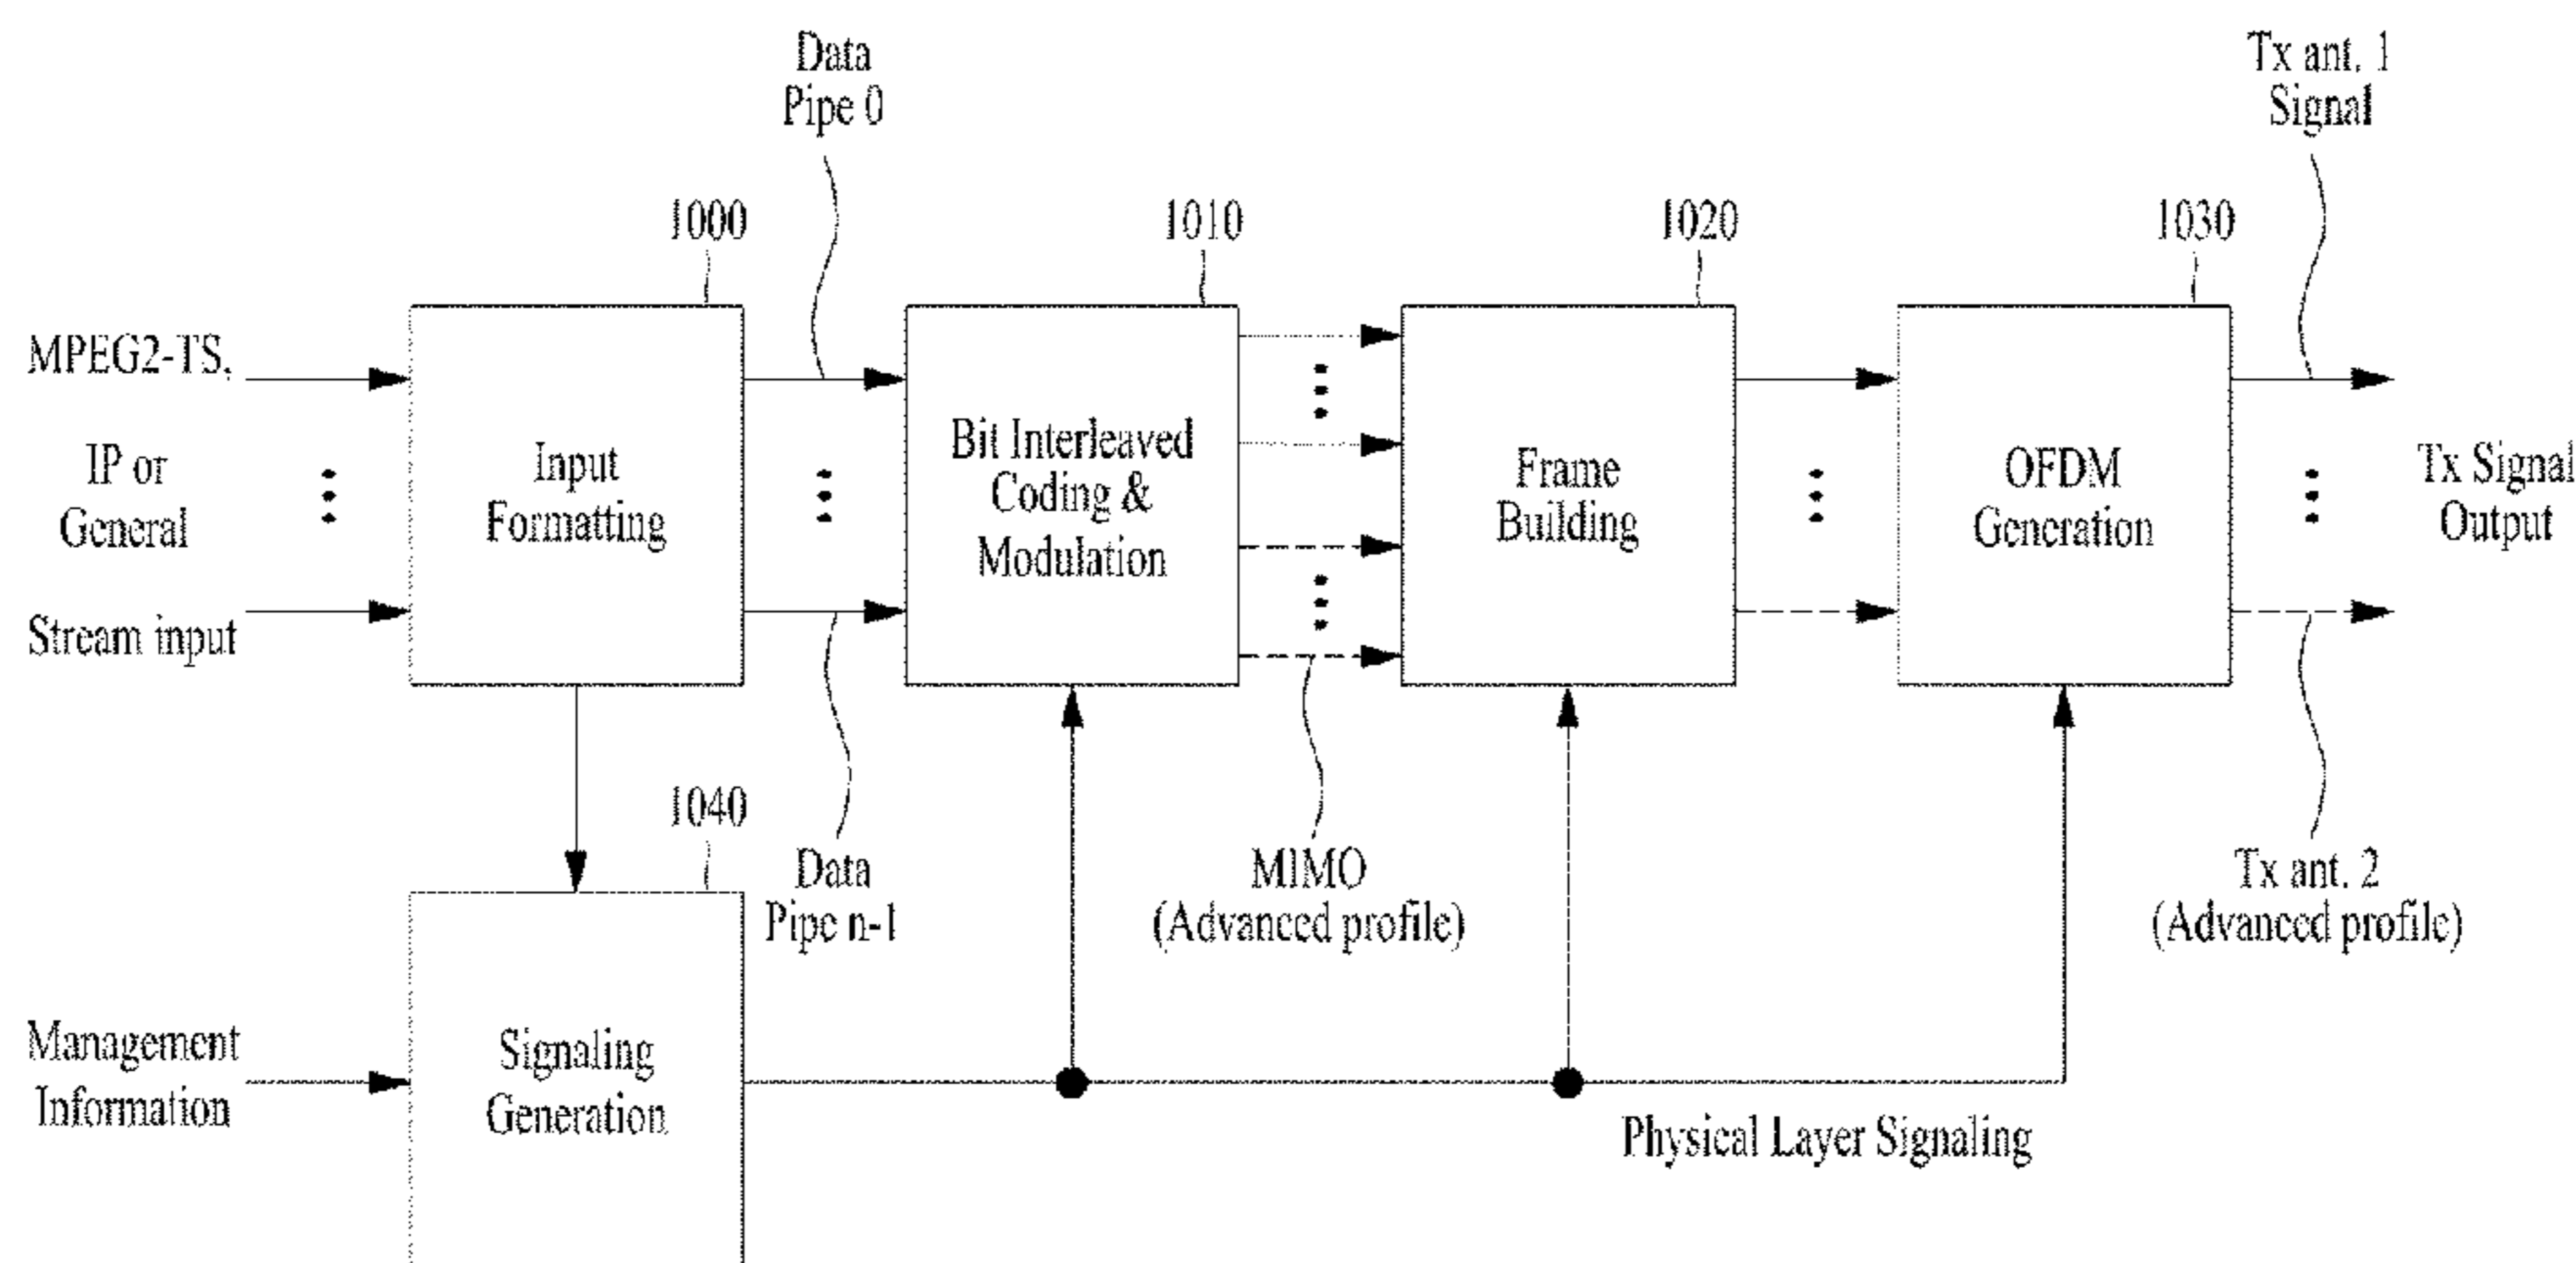 Data
Pipe 0
Tx ant. 1
Signal
1000
1010
1020
1030
MPEG2-TS,
IP or
General
Stream input
Input
Formatting
Bit Interleaved
Coding &
Modulation
Frame
Building
OFDM
Generation
Tx Signal
Output
1040
Data
Pipe n-1
MIMO
(Advanced profile)
Tx ant. 2
(Advanced profile)
Management
Information
Signaling
Generation
Physical Layer Signaling